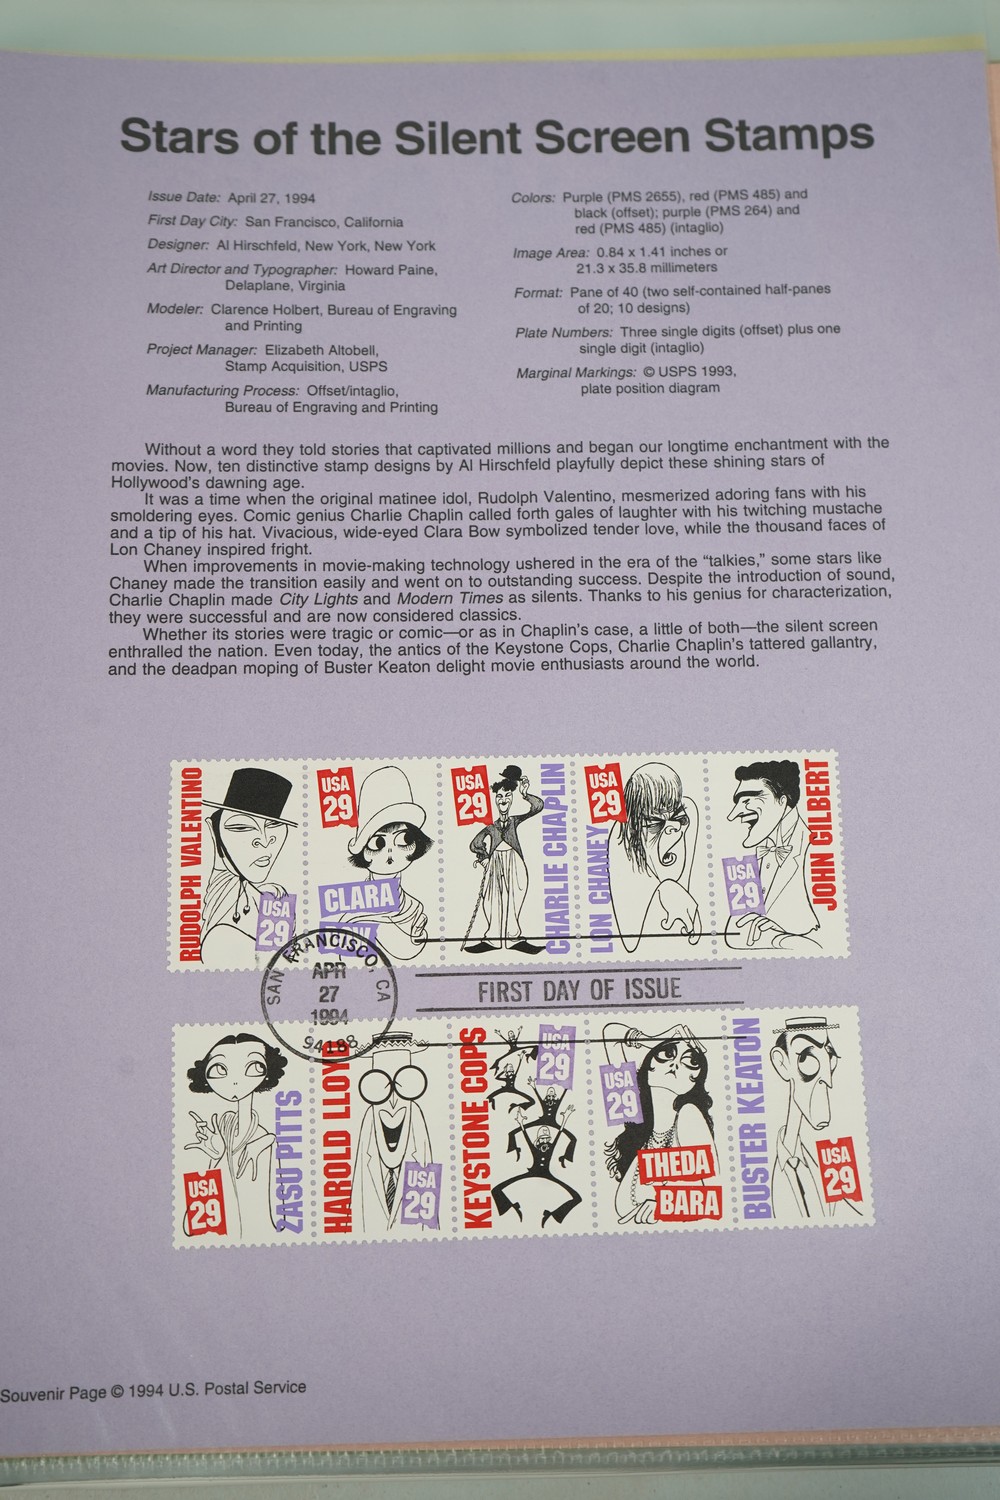 Stars of the Silent Screen Stamps
Issue Date: April 27, 1994
First Day City: San Francisco, California
Designer: Al Hirschfeld, New York, New York
Art Director and Typographer: Howard Paine,
Delaplane, Virginia
Modeler: Clarence Holbert, Bureau of Engraving
and Printing
Project Manager: Elizabeth Altobell,
Stamp Acquisition, USPS
Manufacturing Process: Offset/intaglio,
Bureau of Engraving and Printing
Colors: Purple (PMS 2655), red (PMS 485) and
black (offset); purple (PMS 264) and
red (PMS 485) (intaglio)
Image Area: 0.84 x 1.41 inches or
21.3 x 35.8 millimeters
Format: Pane of 40 (two self-contained half-panes
of 20; 10 designs)
Plate Numbers: Three single digits (offset) plus one
single digit (intaglio)
Marginal Markings: © USPS 1993,
plate position diagram
Without a word they told stories that captivated millions and began our longtime enchantment with the
movies. Now, ten distinctive stamp designs by Al Hirschfeld playfully depict these shining stars of
Hollywood's dawning age.
It was a time when the original matinee idol, Rudolph Valentino, mesmerized adoring fans with his
smoldering eyes. Comic genius Charlie Chaplin called forth gales of laughter with his twitching mustache
and a tip of his hat. Vivacious, wide-eyed Clara Bow symbolized tender love, while the thousand faces of
Lon Chaney inspired fright.
When improvements in movie-making technology ushered in the era of the “talkies,” some stars like
Chaney made the transition easily and went on to outstanding success. Despite the introduction of sound,
Charlie Chaplin made City Lights and Modern Times as silents. Thanks to his genius for characterization,
they were successful and are now considered classics.
Whether its stories were tragic or comic—or as in Chaplin's case, a little of both—the silent screen
enthralled the nation. Even today, the antics of the Keystone Cops, Charlie Chaplin's tattered gallantry,
and the deadpan moping of Buster Keaton delight movie enthusiasts around the world.
RUDOLPH VALENTINO
USA
29
USA
29
CLARA
BOW
USA
29
CHARLIE CHAPLIN
USA
29
LON CHANEY
USA
29
JOHN GILBERT
SAN FRANCISCO, CA
APR
27
1994
94188
FIRST DAY OF ISSUE
USA
29
ZASU PITTS
HAROLD LLOYD
USA
29
KEYSTONE COPS
USA
29
USA
29
THEDA
BARA
BUSTER KEATON
USA
29
Souvenir Page © 1994 U.S. Postal Service